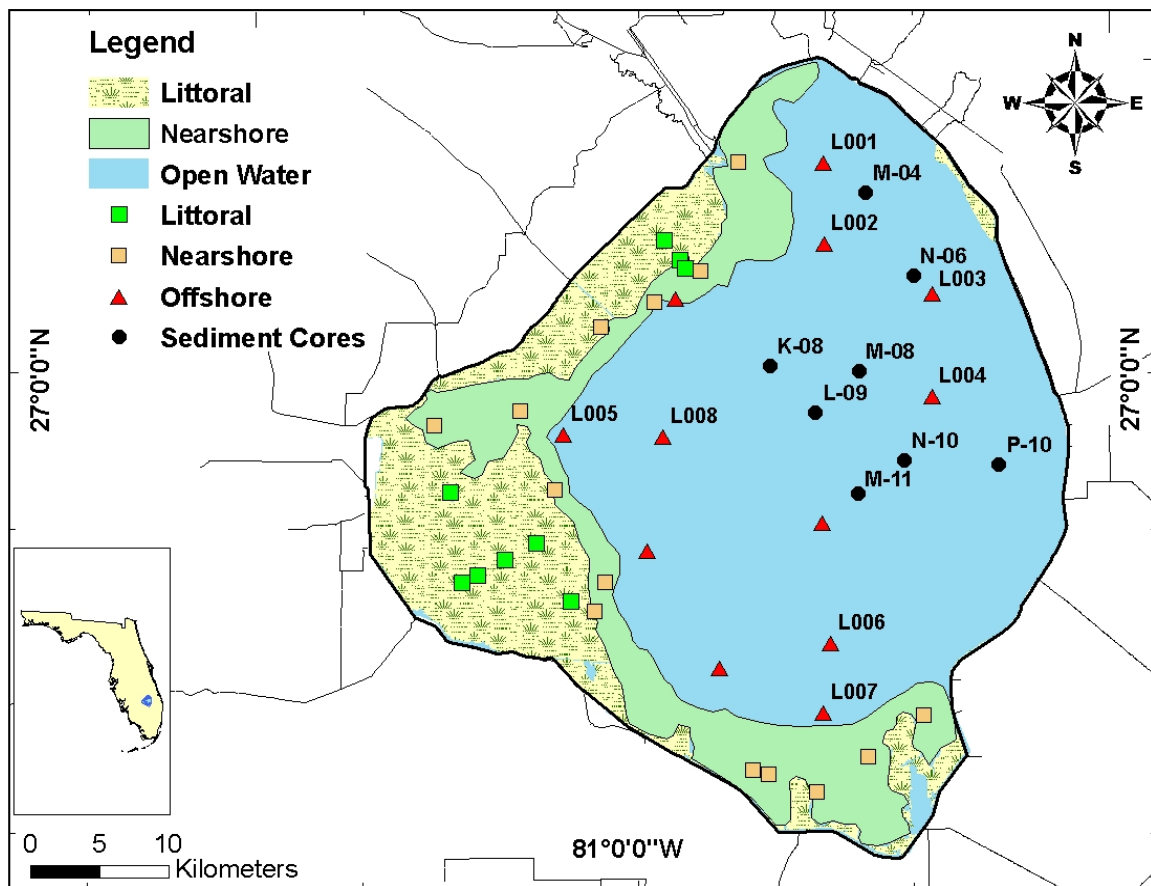 Legend
Littoral
Nearshore
Open Water
Littoral
Nearshore
Offshore
Sediment Cores
N
W E
S
L001
M-04
L002
N-06
L003
K-08
M-08
L004
L-09
L005
L008
N-10
P-10
M-11
L006
L007
27°0'0"N
27°0'0"N
81°0'0"W
0 5 10
Kilometers